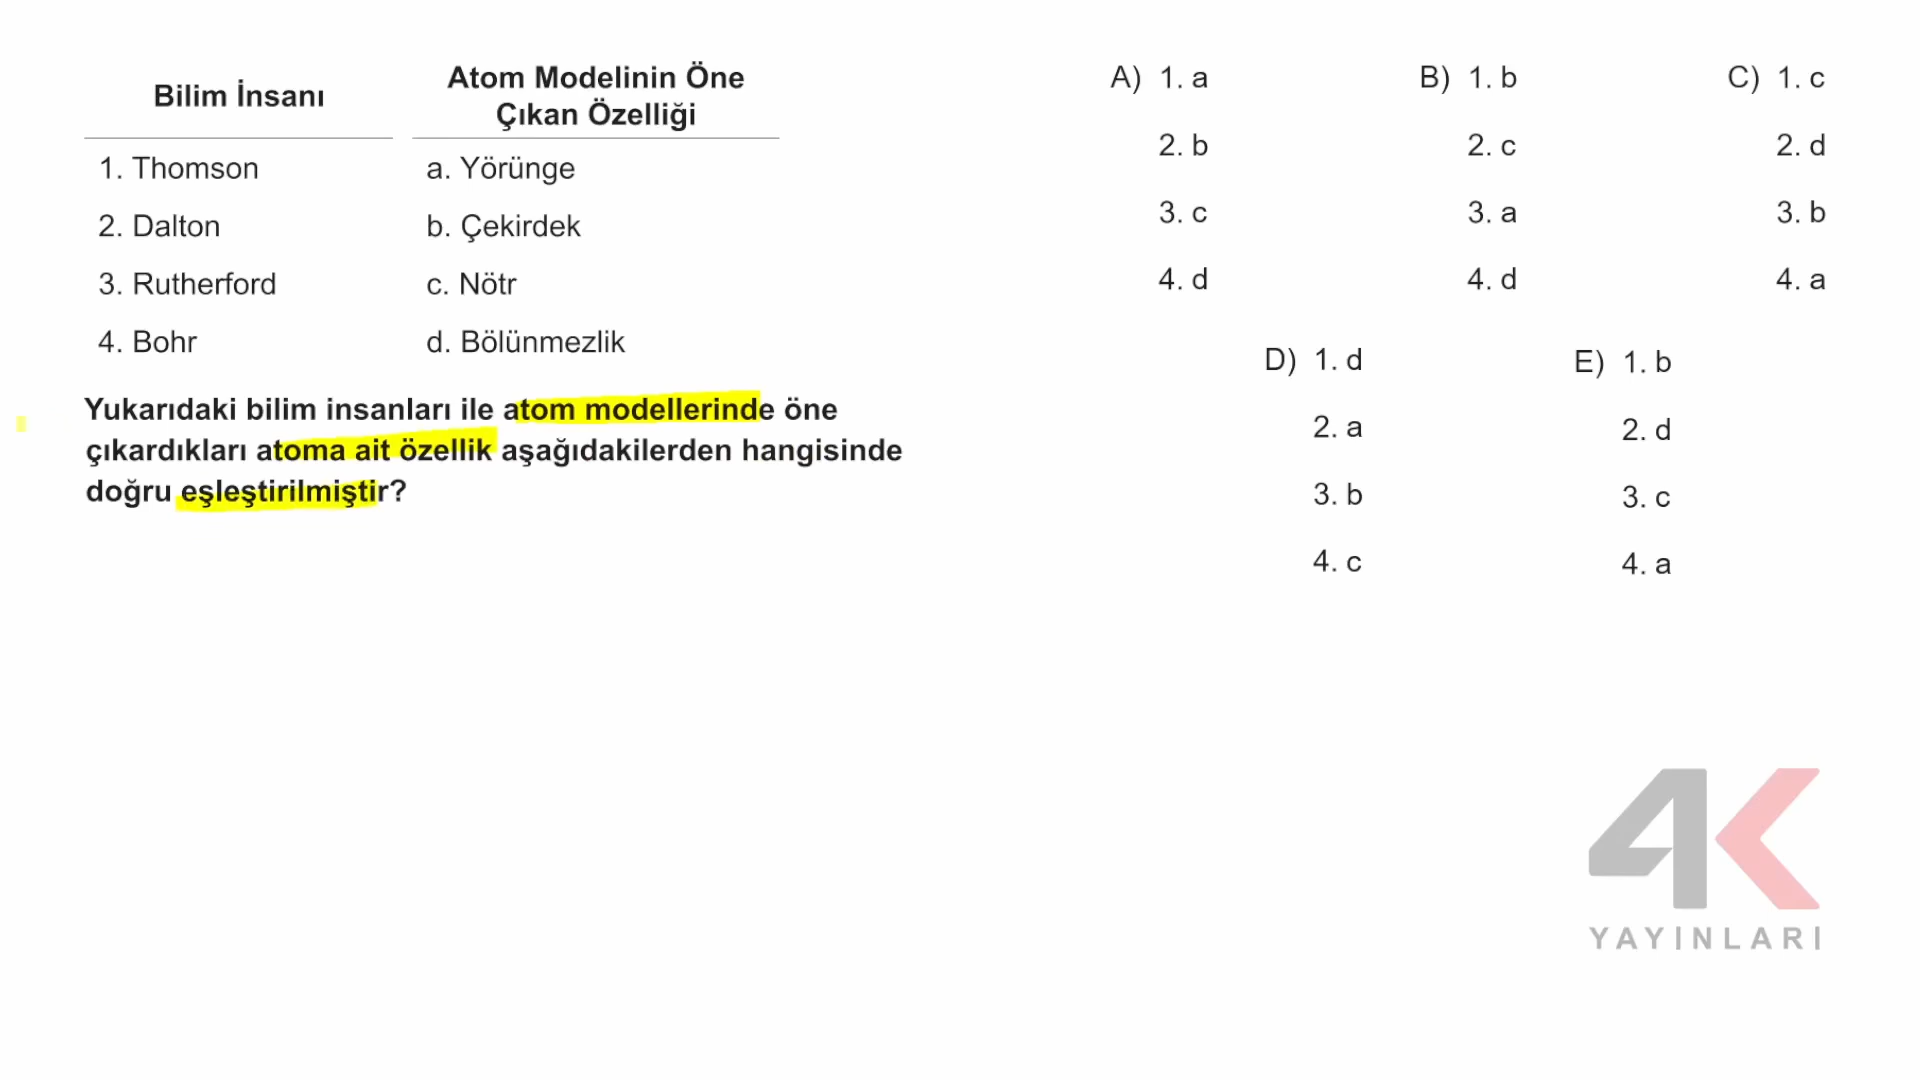 Bilim İnsanı
Atom Modelinin Öne
Çıkan Özelliği
1. Thomson
a. Yörünge
2. Dalton
b. Çekirdek
3. Rutherford
c. Nötr
4. Bohr
d. Bölünmezlik
Yukarıdaki bilim insanları ile atom modellerinde öne
çıkardıkları atoma ait özellik aşağıdakilerden hangisinde
doğru eşleştirilmiştir?
A) 1. a
2. b
3. c
4. d
B) 1. b
2. c
3. a
4. d
C) 1. c
2. d
3. b
4. a
D) 1. d
2. a
3. b
4. c
E) 1. b
2. d
3. c
4. a
4K
YAYINLARI